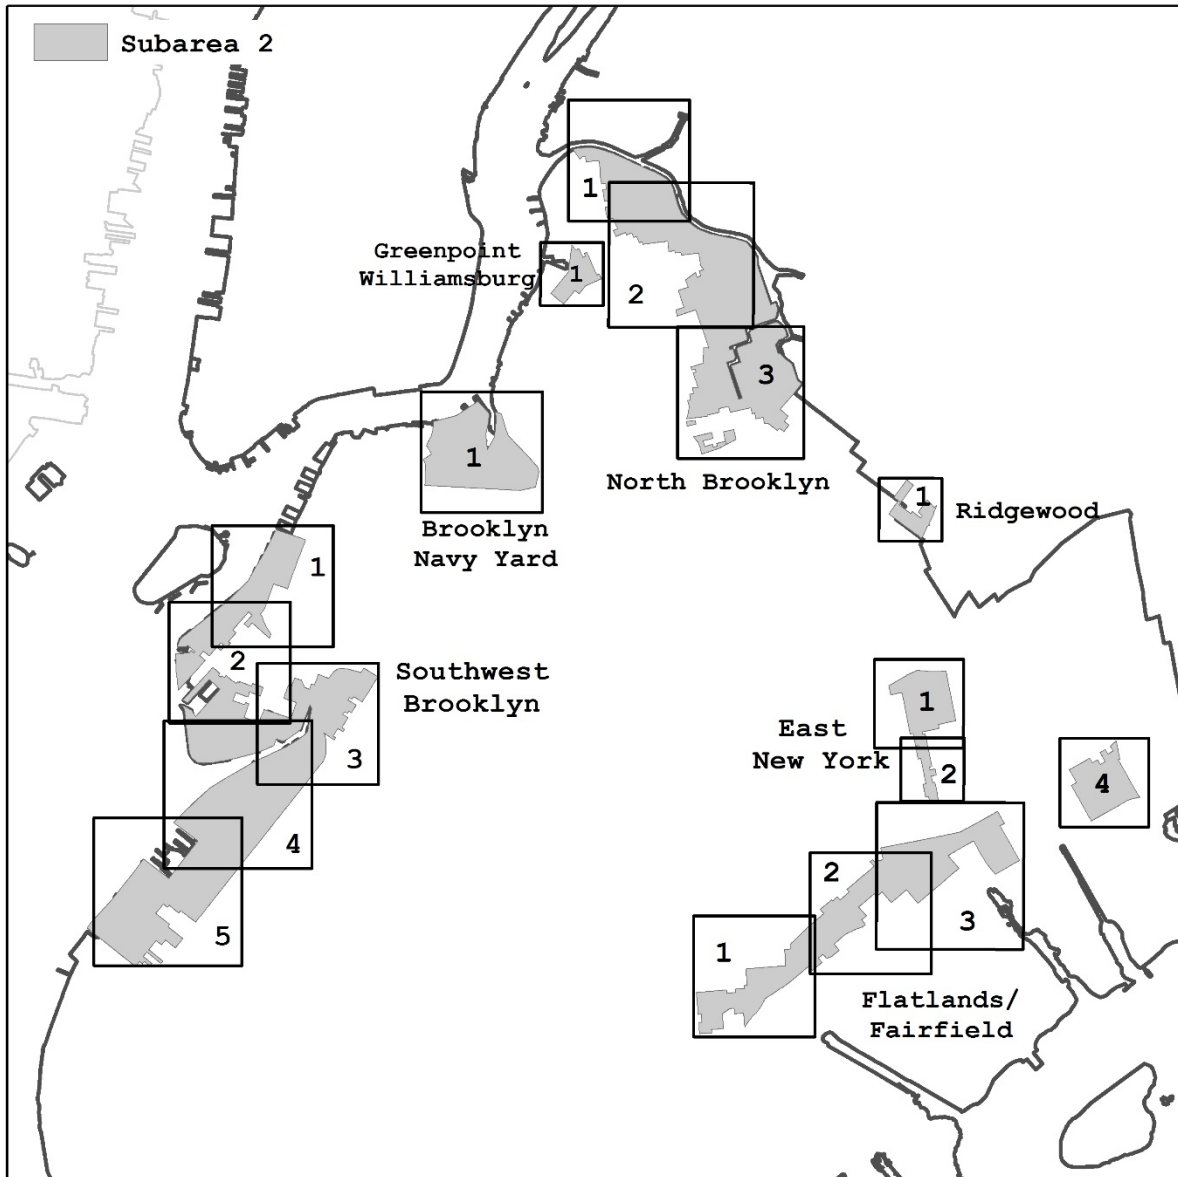 Subarea 2
1
Greenpoint
Williamsburg
1
2
3
North Brooklyn
1
Brooklyn
Navy Yard
1
Ridgewood
1
2
Southwest
Brooklyn
3
4
5
East
New York
1
2
4
2
3
1
Flatlands/
Fairfield